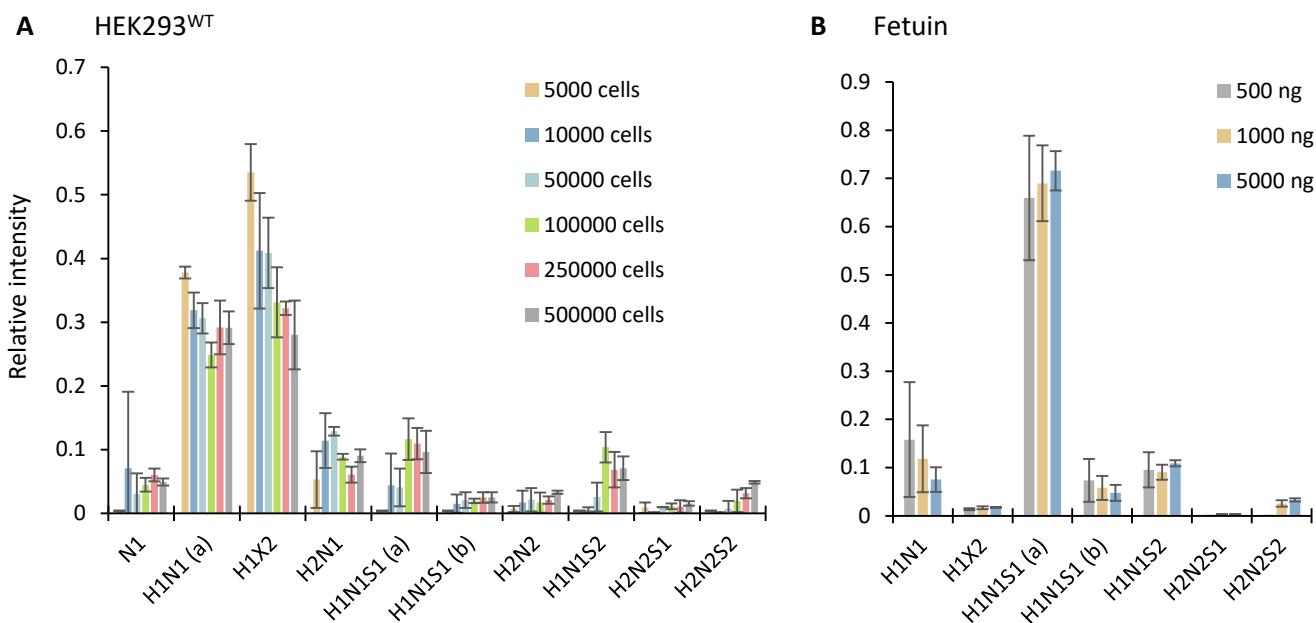 A HEK293WT
Relative intensity
0.7
0.6
0.5
0.4
0.3
0.2
0.1
0
5000 cells
10000 cells
50000 cells
100000 cells
250000 cells
500000 cells
N1
H1N1 (a)
H1X2
H2N1
H1N1S1 (a)
H1N1S1 (b)
H2N2
H1N1S2
H2N2S1
H2N2S2
B Fetuin
0.9
0.8
0.7
0.6
0.5
0.4
0.3
0.2
0.1
0
500 ng
1000 ng
5000 ng
H1N1
H1X2
H1N1S1 (a)
H1N1S1 (b)
H1N1S2
H2N2S1
H2N2S2